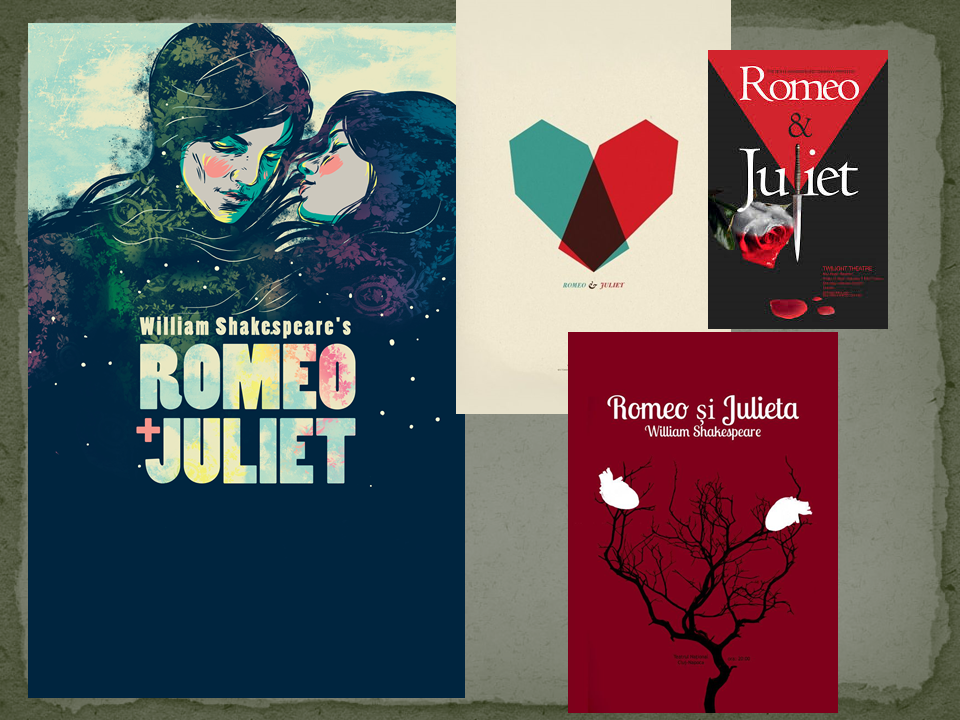 William Shakespeare's
ROMEO
+JULIET
ROMEO & JULIET
Romeo
&
Juliet
TWILIGHT THEATRE
Romeo și Julieta
William Shakespeare